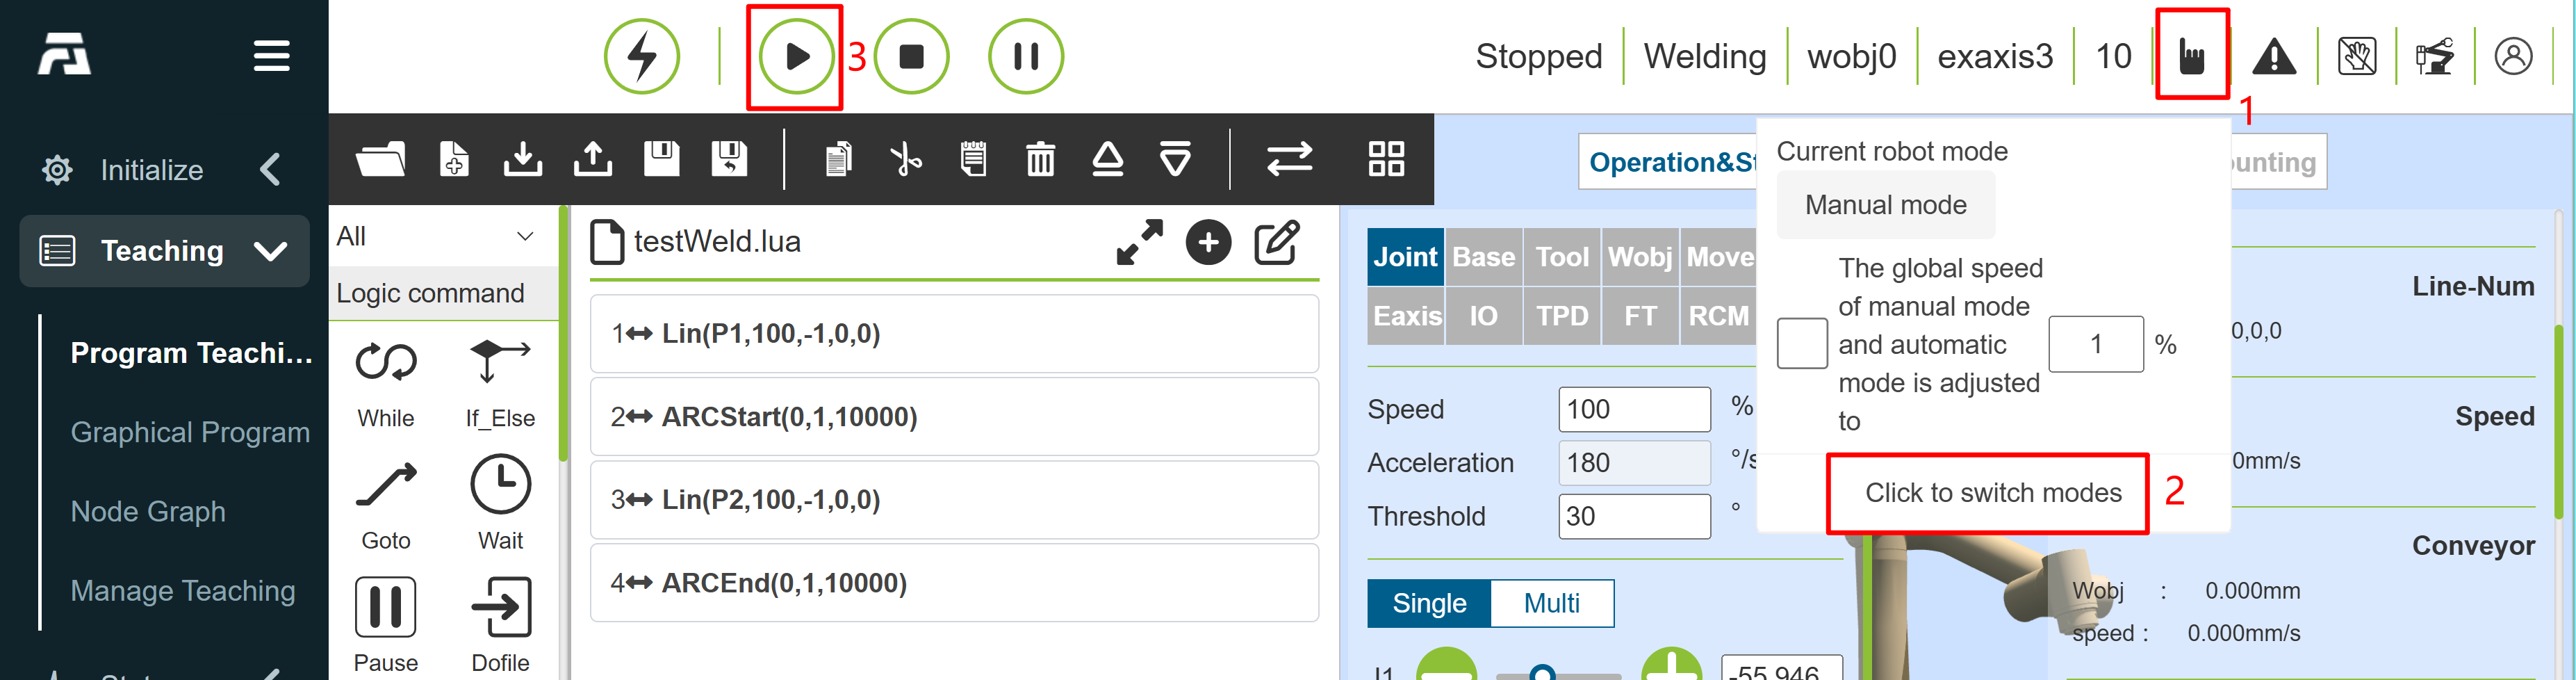 3
Stopped
Welding
wobj0
exaxis3
10
1
Initialize
Teaching
Program Teachi...
Graphical Program
Node Graph
Manage Teaching
All
Logic command
While
If_Else
Goto
Wait
Pause
Dofile
testWeld.lua
1 Lin(P1,100,-1,0,0)
2 ARCStart(0,1,10000)
3 Lin(P2,100,-1,0,0)
4 ARCEnd(0,1,10000)
Operation&St
unting
Joint Base Tool Wobj Move
Eaxis IO TPD FT RCM
Speed 100 %
Acceleration 180 °/s
Threshold 30 °
Single Multi
J1 -55.946
Current robot mode
Manual mode
The global speed
of manual mode
and automatic
mode is adjusted
to
1 %
Click to switch modes
2
Line-Num
0,0,0
Speed
0mm/s
Conveyor
Wobj : 0.000mm
speed : 0.000mm/s